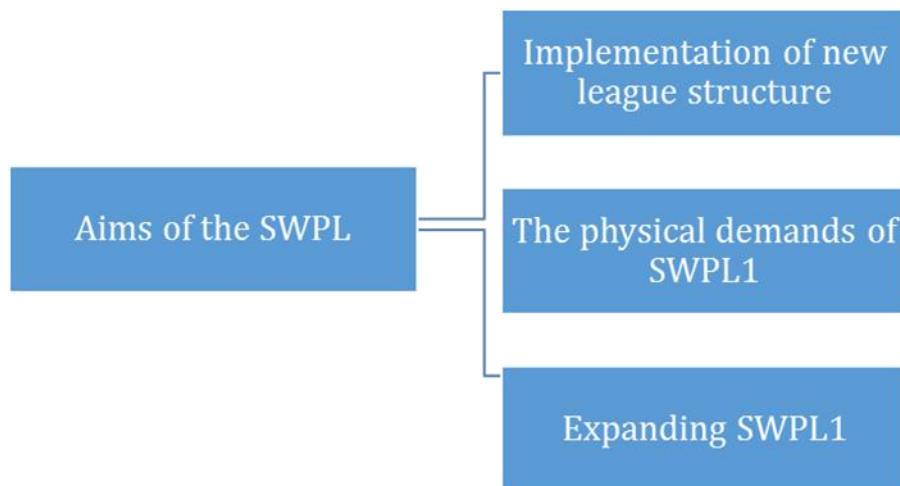 Implementation of new
league structure
Aims of the SWPL
The physical demands of
SWPL1
Expanding SWPL1